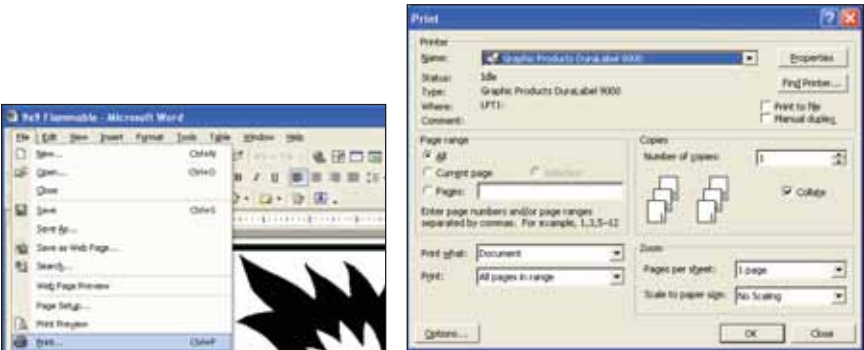 9x9 Flammable - Microsoft Word
File Edit View Insert Format Tools Table Window Help
New... Ctrl+N
Open... Ctrl+O
Close
Save Ctrl+S
Save As...
Save as Web Page...
Search...
Web Page Preview
Page Setup...
Print Preview
Print... Ctrl+P
Print
Printer
Name: Graphic Products DuraLabel 9000
Properties
Status: Idle
Find Printer...
Type: Graphic Products DuraLabel 9000
Where: LPT1:
Print to file
Comment:
Manual duplex
Page range
All
Current page
Selection
Pages:
Enter page numbers and/or page ranges
separated by commas. For example, 1,3,5–12
Copies
Number of copies: 1
Collate
Print what: Document
Print: All pages in range
Zoom
Pages per sheet: 1 page
Scale to paper size: No Scaling
Options...
OK
Close